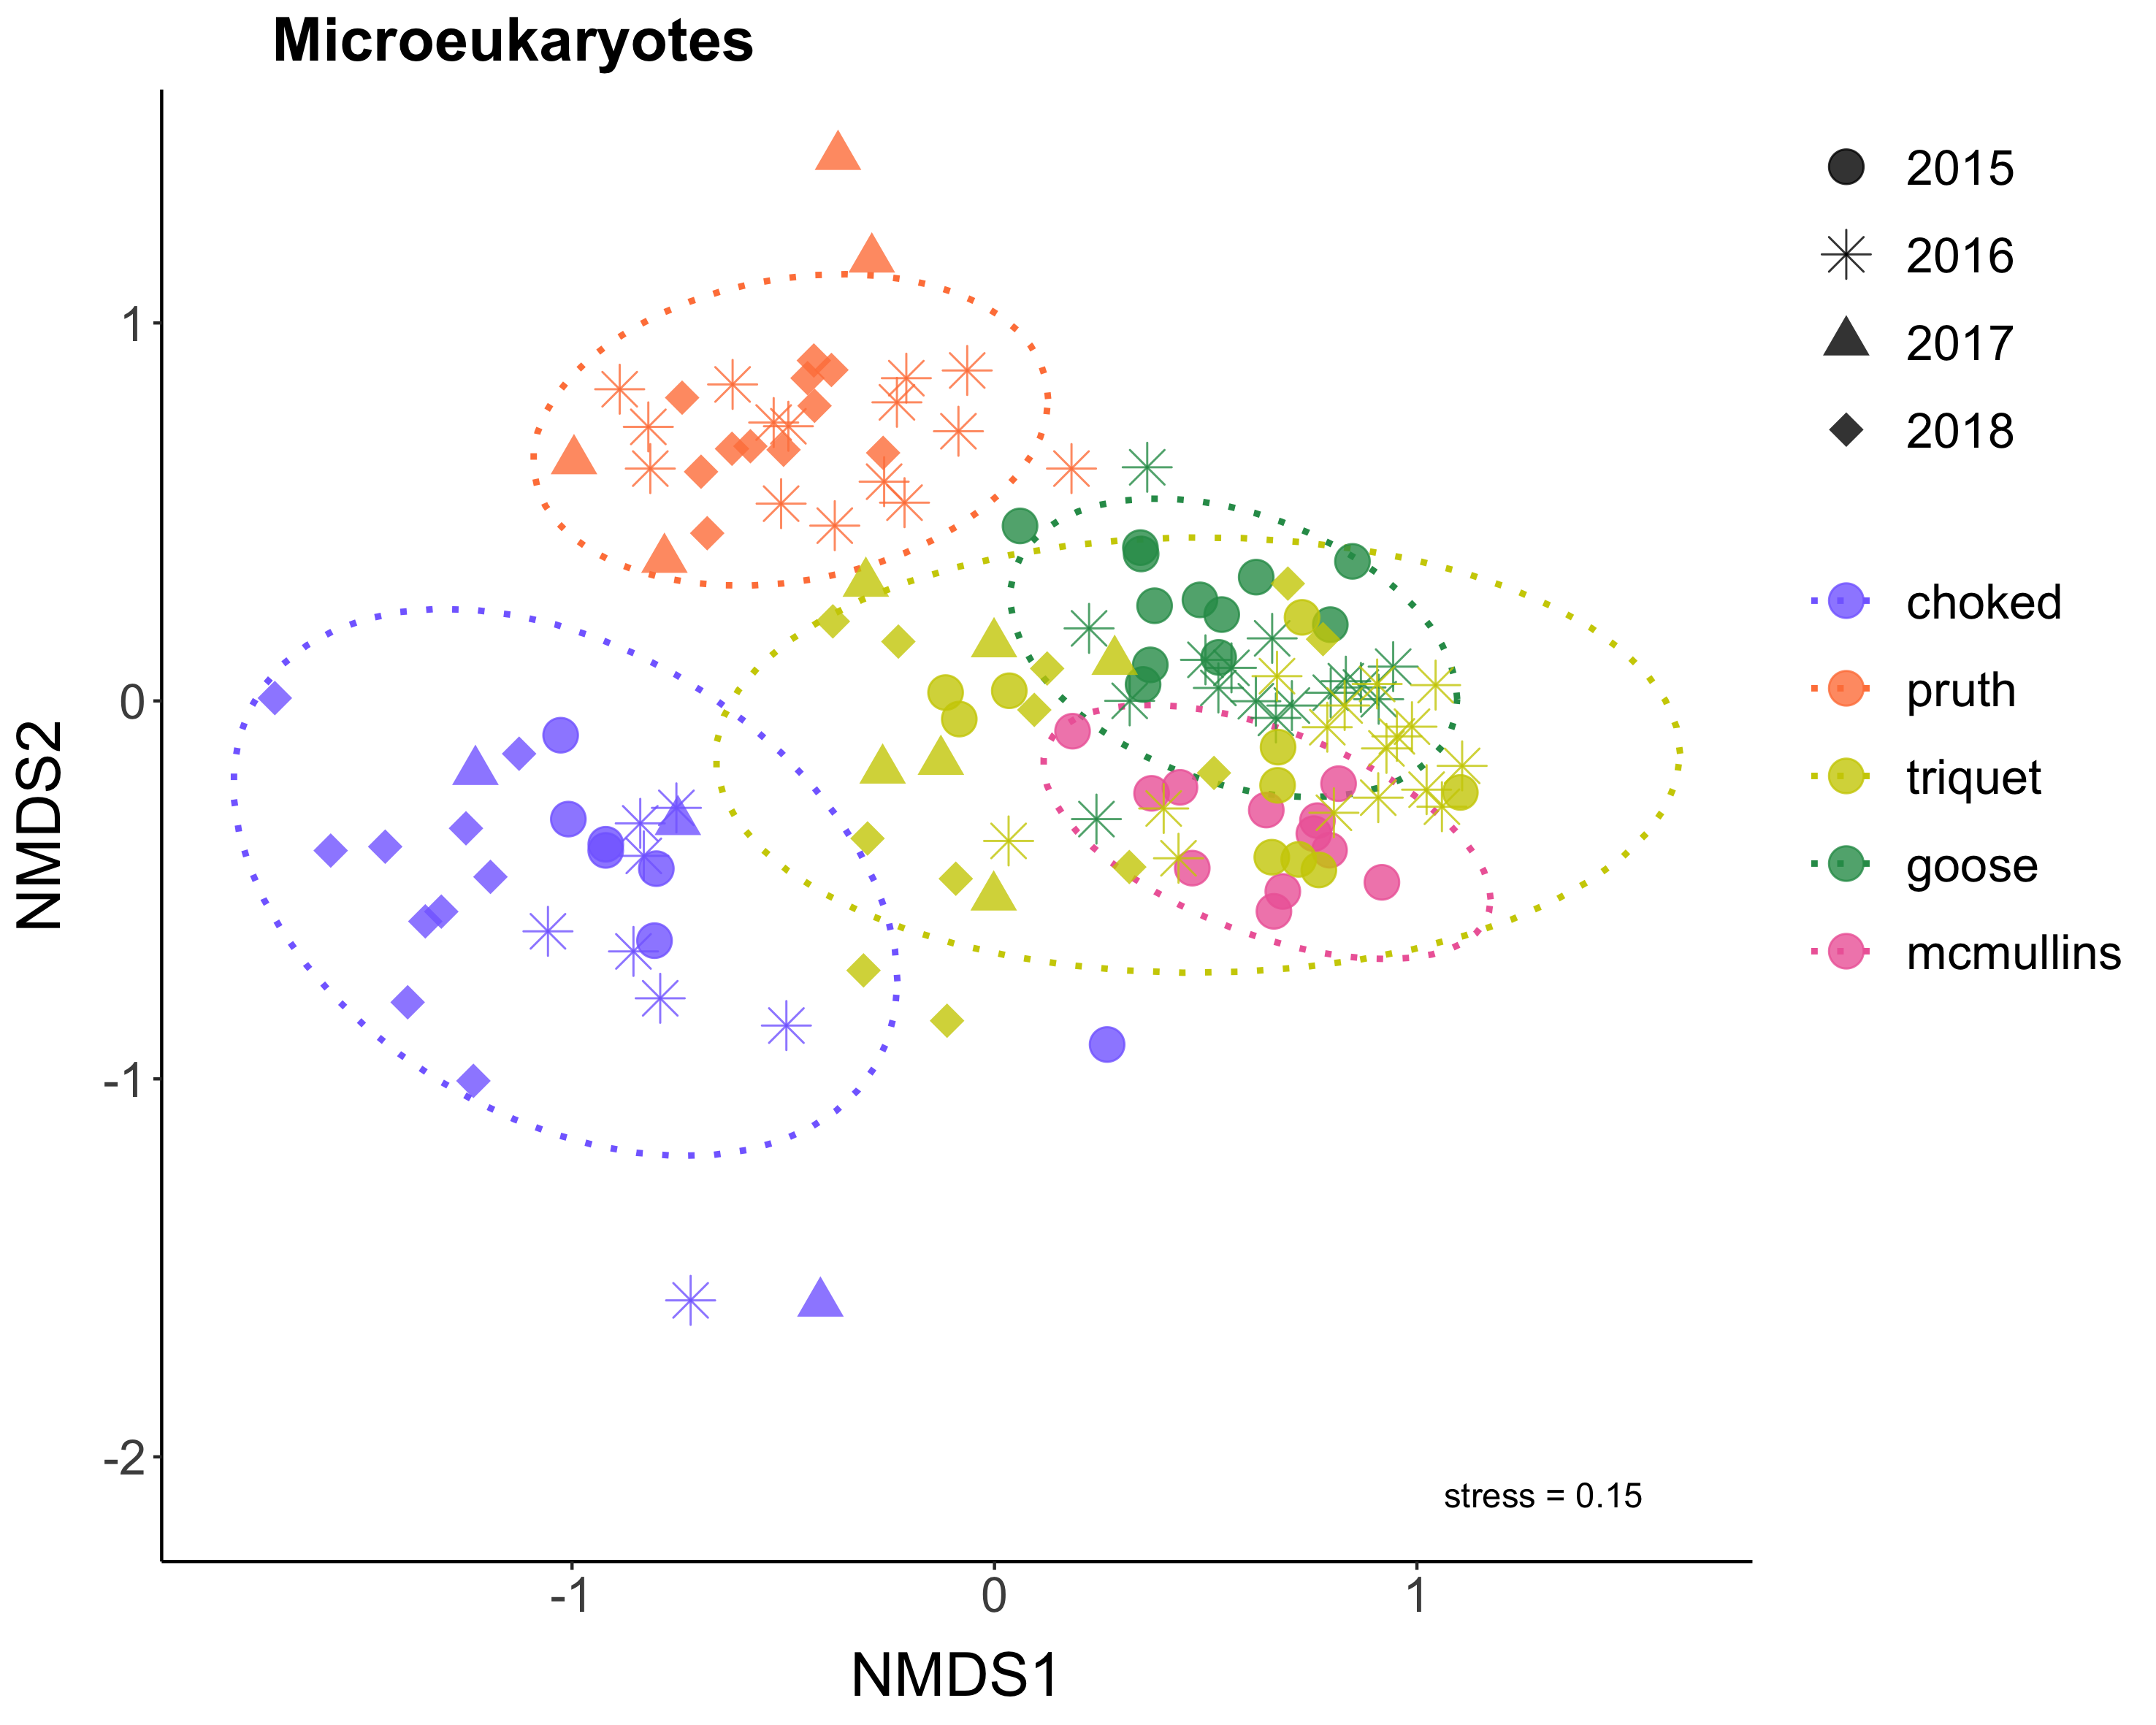 Microeukaryotes
2015
2016
2017
2018
choked
pruth
triquet
goose
mcmullins
1
0
-1
-2
NMDS2
stress = 0.15
-1
0
1
NMDS1